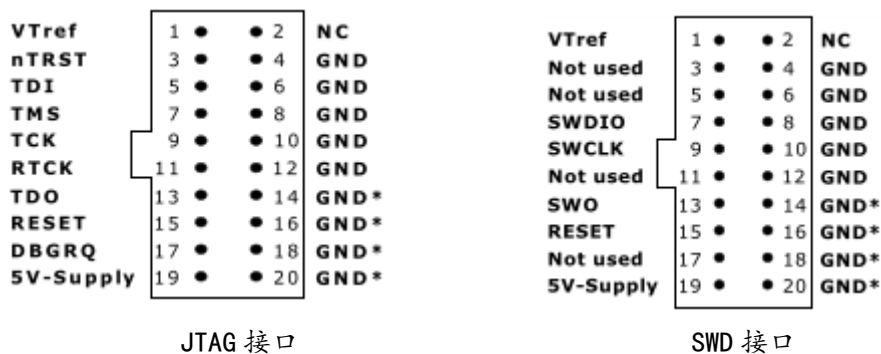 VTref 1 2 NC
nTRST 3 4 GND
TDI 5 6 GND
TMS 7 8 GND
TCK 9 10 GND
RTCK 11 12 GND
TDO 13 14 GND*
RESET 15 16 GND*
DBGRQ 17 18 GND*
5V-Supply 19 20 GND*
JTAG 接口
VTref 1 2 NC
Not used 3 4 GND
Not used 5 6 GND
SWDIO 7 8 GND
SWCLK 9 10 GND
Not used 11 12 GND
SWO 13 14 GND*
RESET 15 16 GND*
Not used 17 18 GND*
5V-Supply 19 20 GND*
SWD 接口